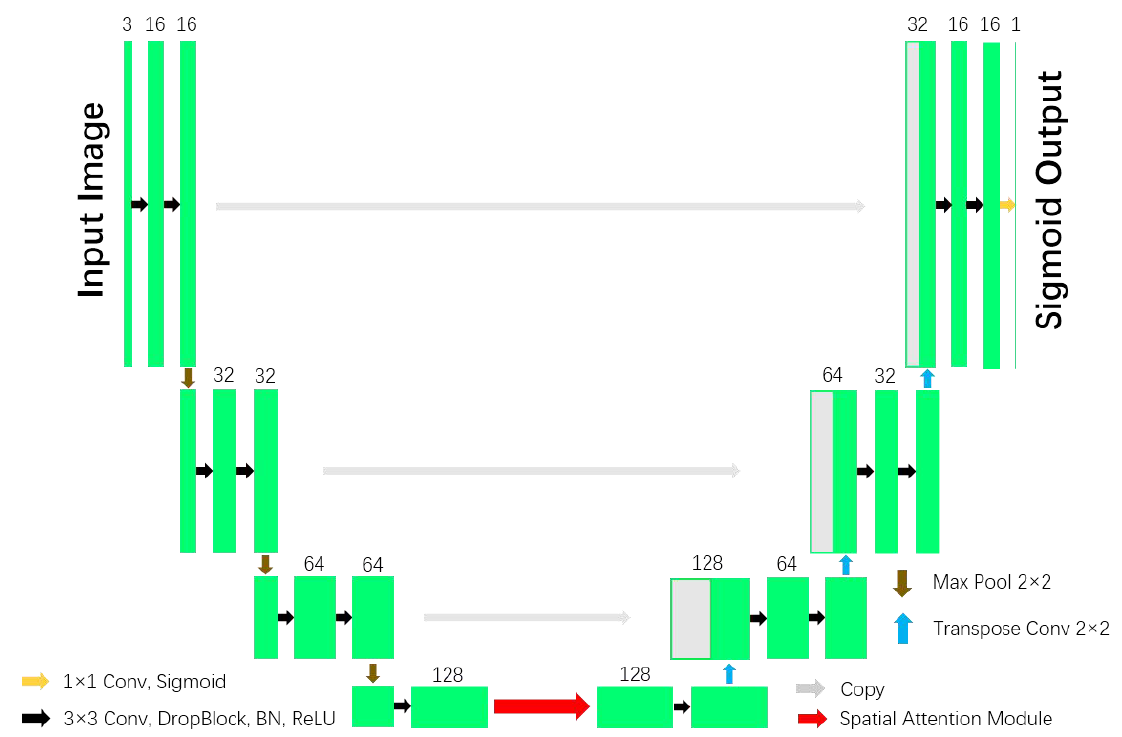 3 16 16
32 16 16 1
Input Image
Sigmoid Output
32 32
64 32
64 64
128 64
128
128
Max Pool 2×2
Transpose Conv 2×2
1×1 Conv, Sigmoid
3×3 Conv, DropBlock, BN, ReLU
Copy
Spatial Attention Module